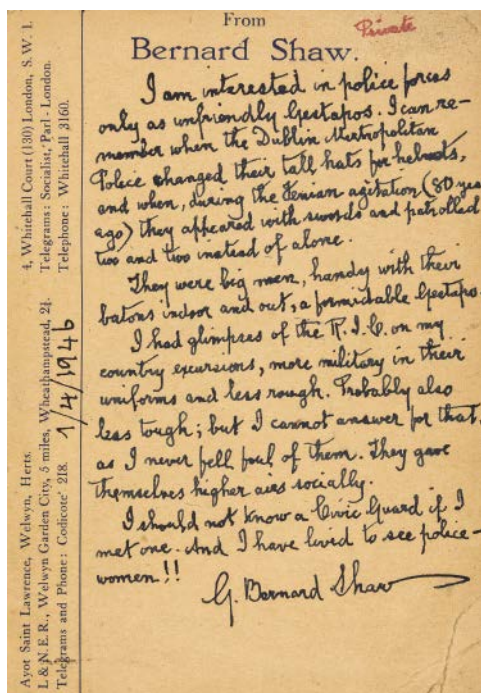 From
Private
Bernard Shaw.
4, Whitehall Court (130) London, S.W.1.
Telegrams: Socialist, Parl-London.
Telephone: Whitehall 3160.
Ayot Saint Lawrence, Welwyn, Herts.
L & N.E.R., Welwyn Garden City, 5 miles, Wheathampstead, 2¼.
Telegrams and Phone: Codicote 218.
1/4/1946
I am interested in police forces
only as unfriendly Gestapos. I can re-
member when the Dublin Metropolitan
Police changed their tall hats for helmets,
and when, during the Fenian agitation (80 years
ago) they appeared with swords and patrolled
two and two instead of alone.
They were big men, handy with their
batons indoor and out, a formidable Gestapo.
I had glimpses of the R.I.C. on my
country excursions, more military in their
uniforms and less rough. Probably also
less tough; but I cannot answer for that,
as I never fell foul of them. They gave
themselves higher airs socially.
I should not know a Civic Guard if I
met one. And I have lived to see police-
women!!
G. Bernard Shaw